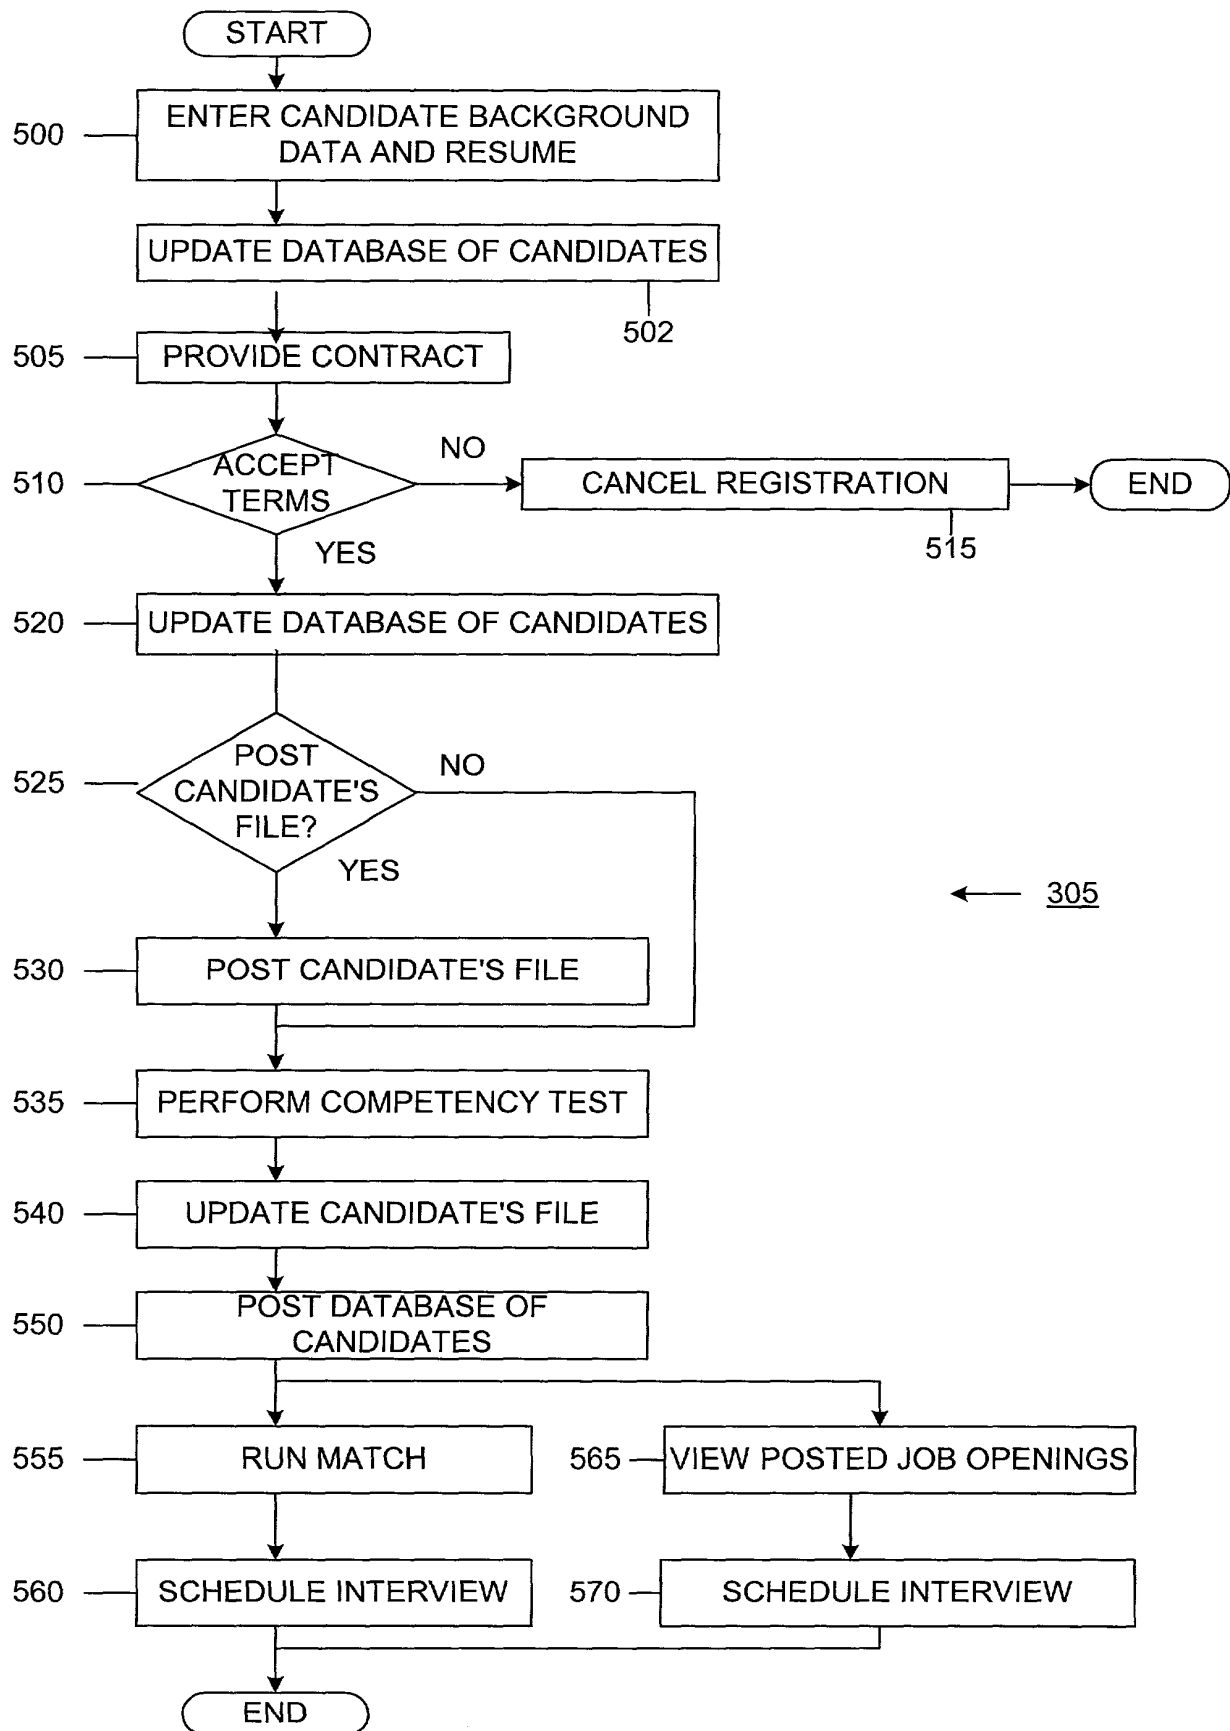 START
500
ENTER CANDIDATE BACKGROUND
DATA AND RESUME
UPDATE DATABASE OF CANDIDATES
502
505
PROVIDE CONTRACT
510
ACCEPT
TERMS
NO
CANCEL REGISTRATION
END
515
YES
520
UPDATE DATABASE OF CANDIDATES
525
POST
CANDIDATE'S
FILE?
NO
YES
305
530
POST CANDIDATE'S FILE
535
PERFORM COMPETENCY TEST
540
UPDATE CANDIDATE'S FILE
550
POST DATABASE OF
CANDIDATES
555
RUN MATCH
565
VIEW POSTED JOB OPENINGS
560
SCHEDULE INTERVIEW
570
SCHEDULE INTERVIEW
END